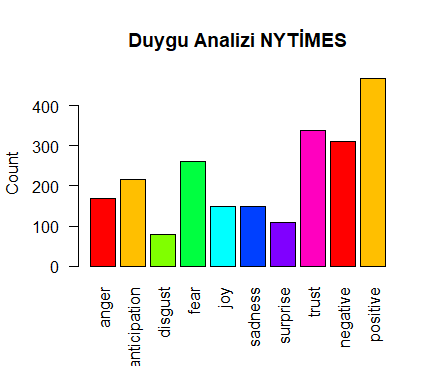 Duygu Analizi NYTİMES
Count
400
300
200
100
0
anger
anticipation
disgust
fear
joy
sadness
surprise
trust
negative
positive